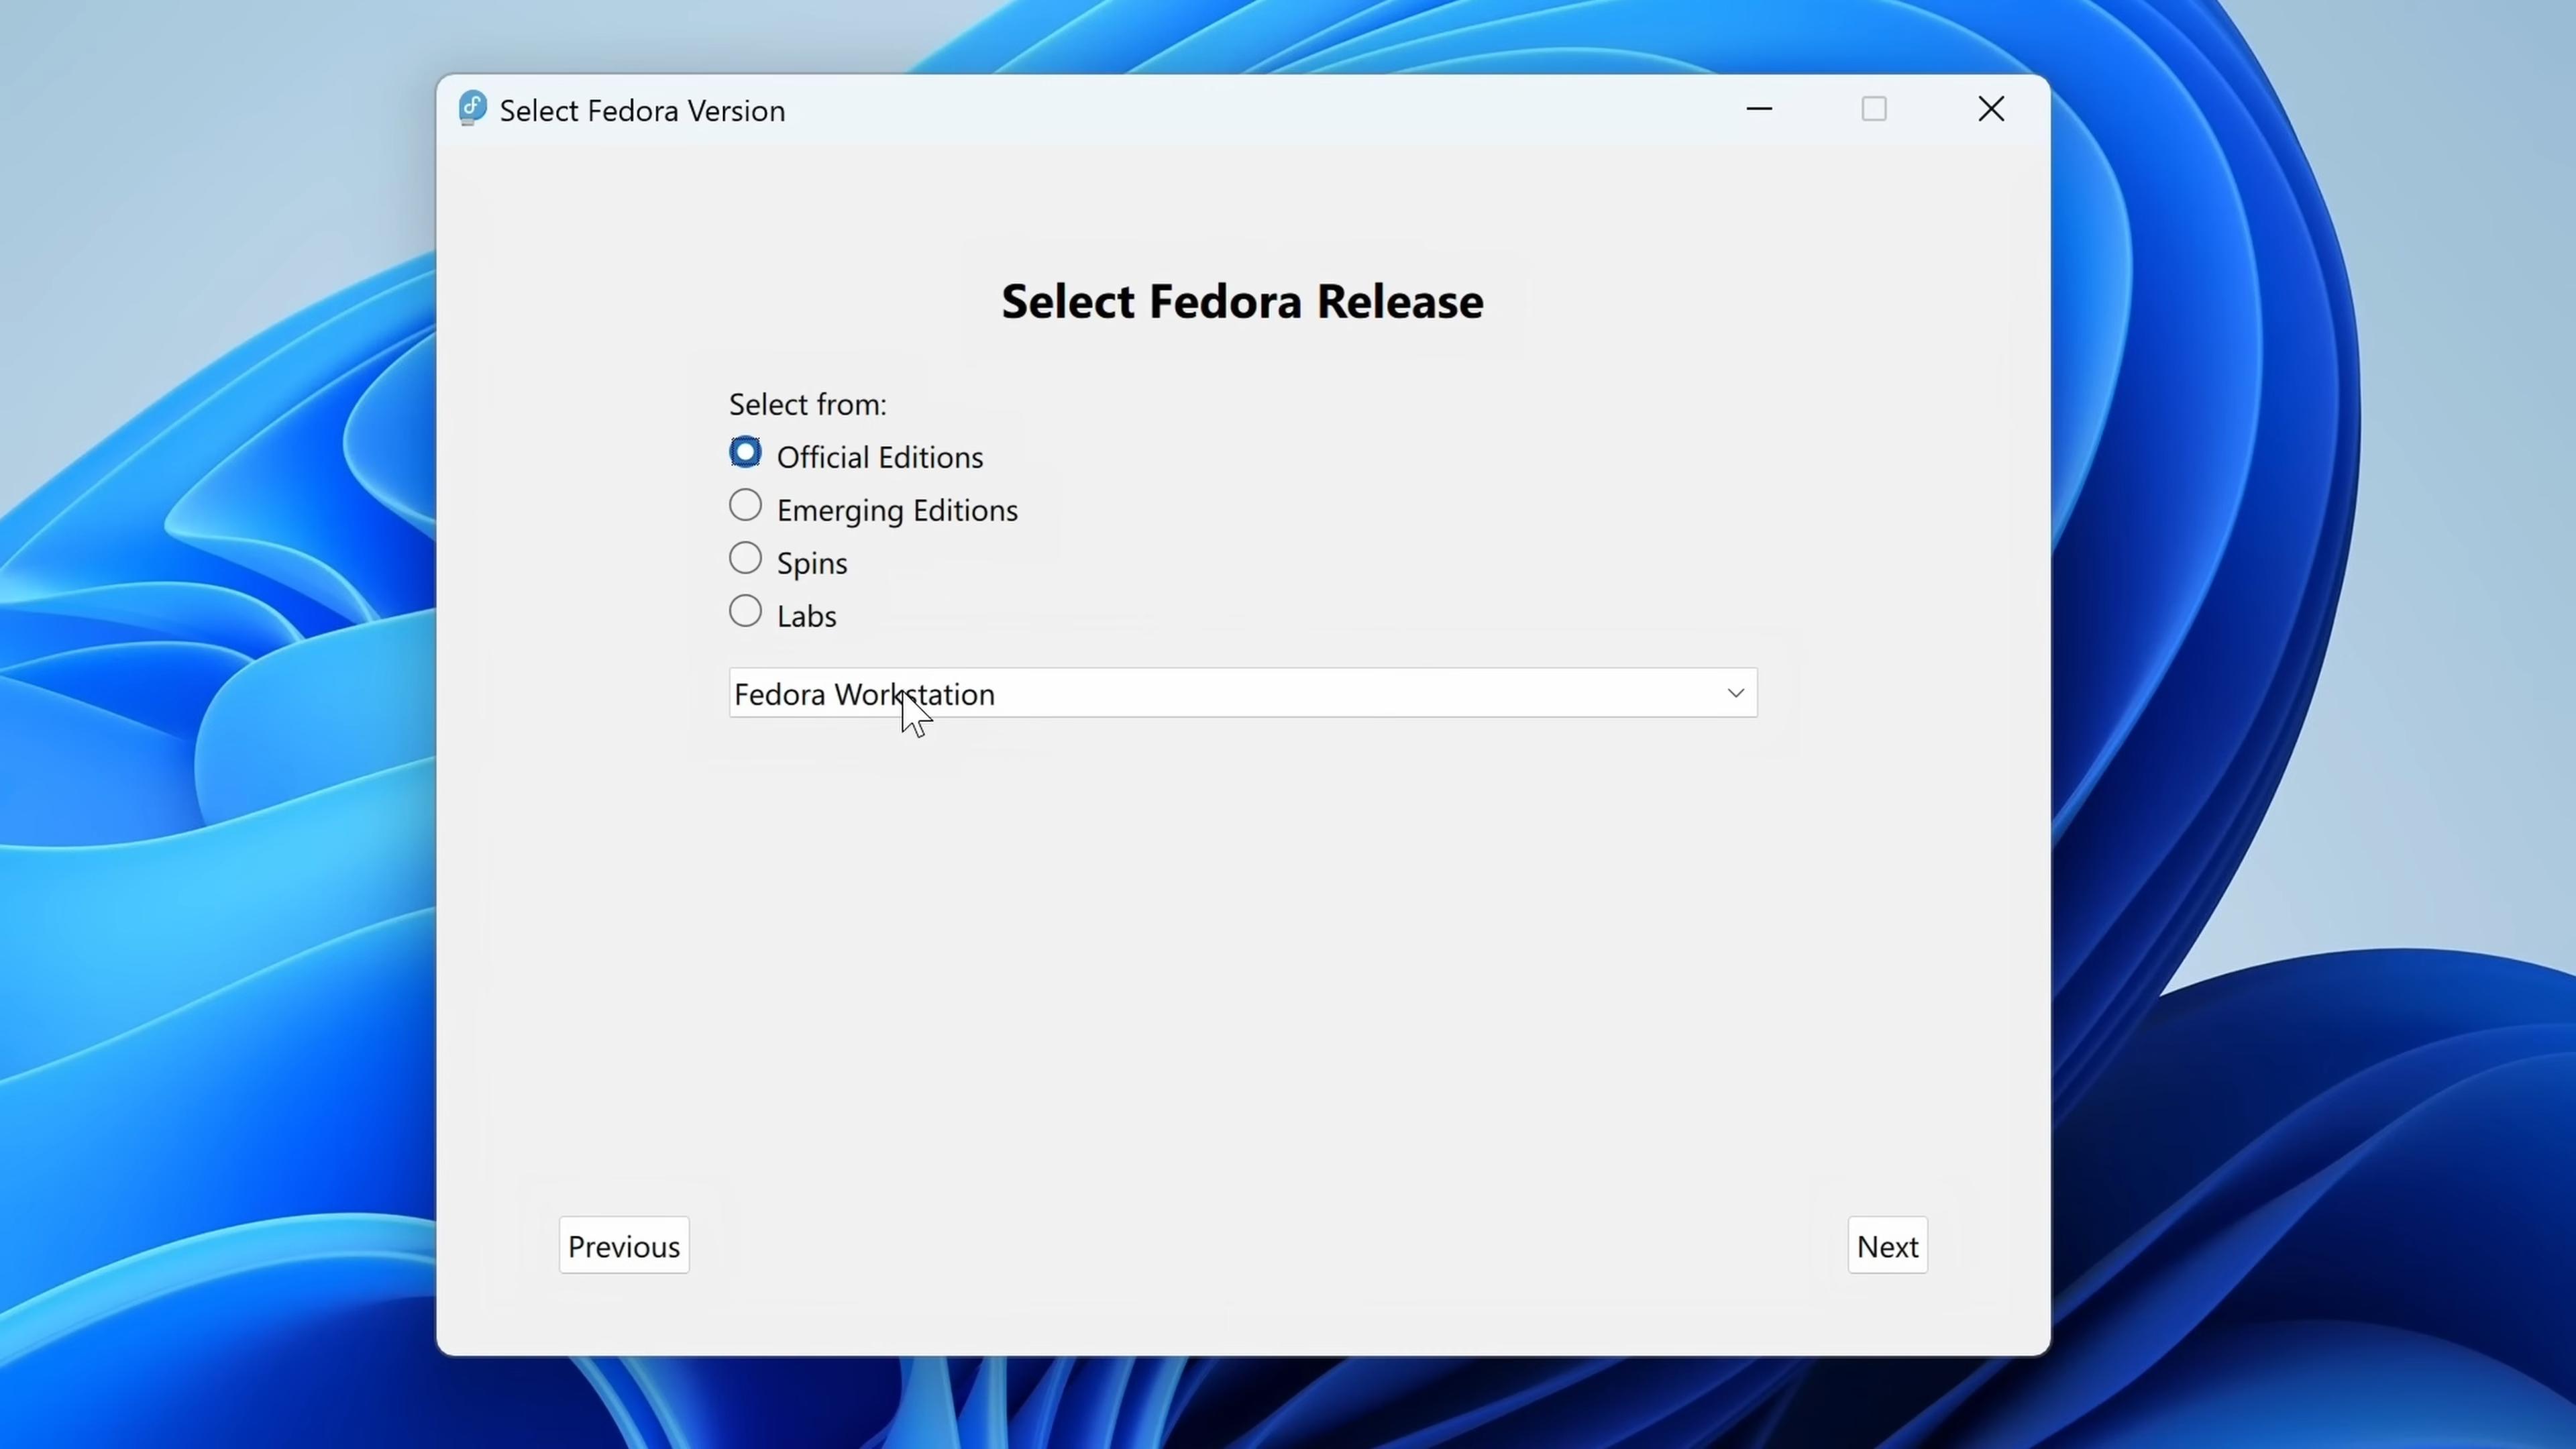 Select Fedora Version
Select Fedora Release
Select from:
Official Editions
Emerging Editions
Spins
Labs
Fedora Workstation
Previous
Next